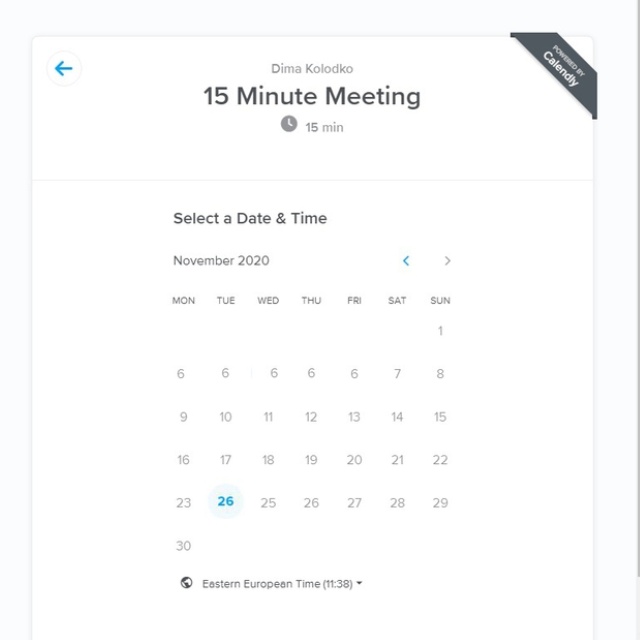 POWERED BY
Calendly
Dima Kolodko
15 Minute Meeting
15 min
Select a Date & Time
November 2020
MON TUE WED THU FRI SAT SUN
1
6 6 6 6 6 7 8
9 10 11 12 13 14 15
16 17 18 19 20 21 22
23 26 25 26 27 28 29
30
Eastern European Time (11:38)